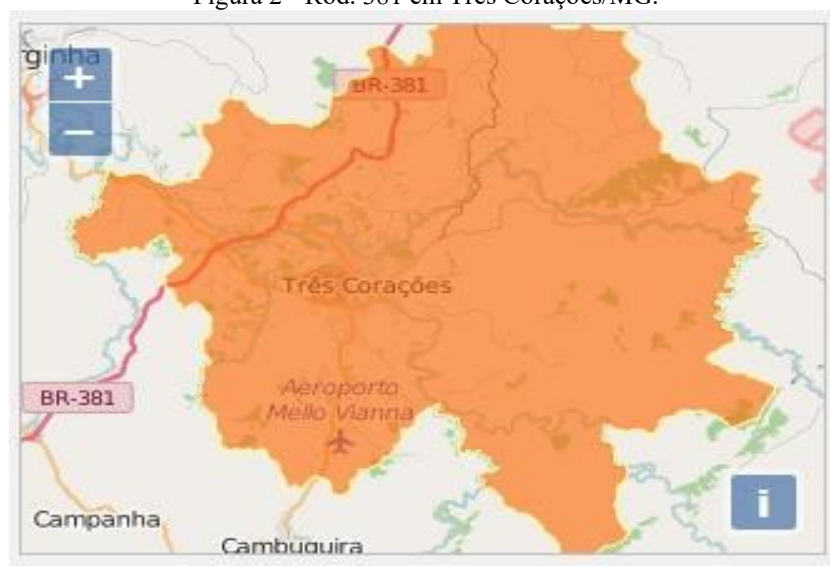 Figura 2 - Rod. 381 em Três Corações/MG.
rginha
+
BR-381
−
Três Corações
Aeroporto
Mello Vianna
BR-381
i
Campanha
Cambuquira